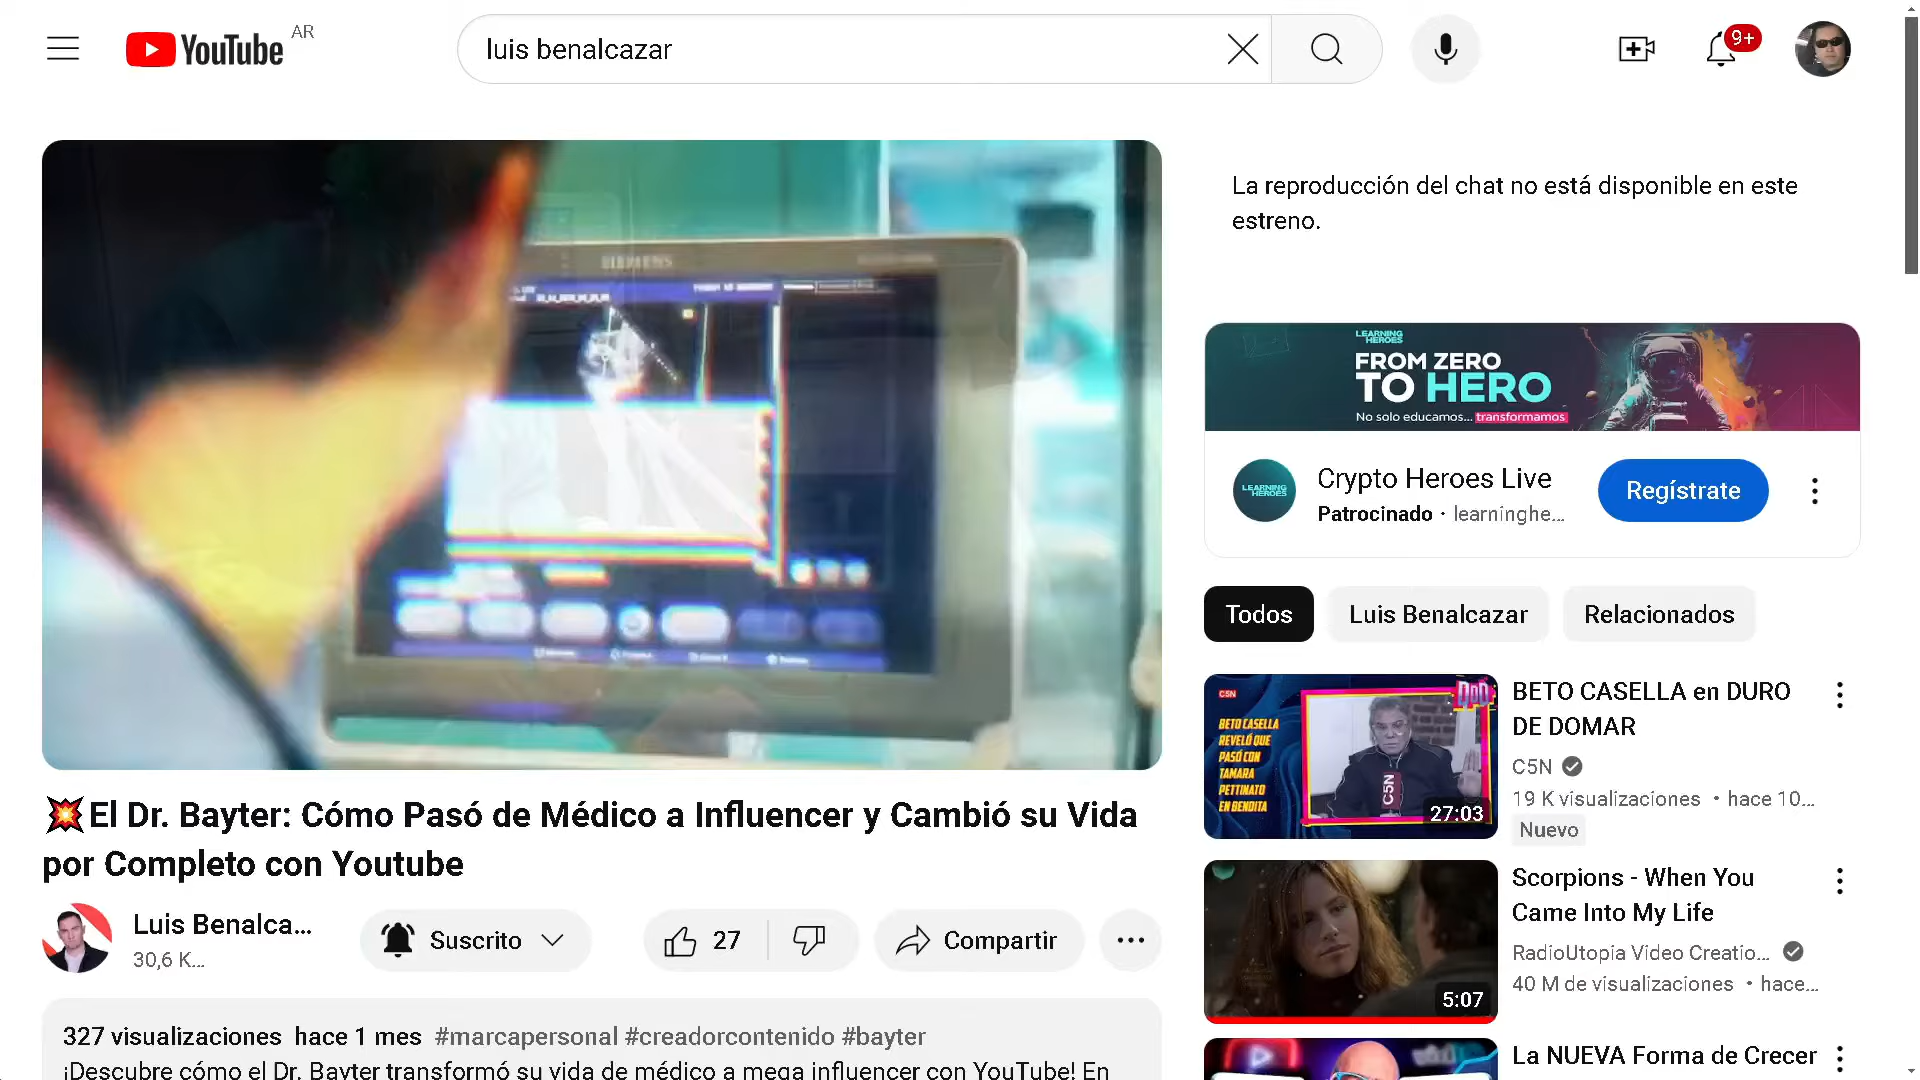 YouTube
AR
luis benalcazar
9+
SIEMENS
La reproducción del chat no está disponible en este
estreno.
LEARNING
HEROES
FROM ZERO
TO HERO
No solo educamos... transformamos
LEARNING
HEROES
Crypto Heroes Live
Patrocinado · learninghe...
Regístrate
Todos
Luis Benalcazar
Relacionados
C5N
BETO CASELLA
REVELÓ QUE
PASÓ CON
TAMARA
PETTINATO
EN BENDITA
DDD
C5N
27:03
BETO CASELLA en DURO
DE DOMAR
C5N
19 K visualizaciones • hace 10...
Nuevo
5:07
Scorpions - When You
Came Into My Life
RadioUtopia Video Creatio...
40 M de visualizaciones • hace...
La NUEVA Forma de Crecer
💥El Dr. Bayter: Cómo Pasó de Médico a Influencer y Cambió su Vida
por Completo con Youtube
Luis Benalca...
30,6 K...
Suscrito
27
Compartir
327 visualizaciones hace 1 mes #marcapersonal #creadorcontenido #bayter
¡Descubre cómo el Dr. Bayter transformó su vida de médico a mega influencer con YouTube! En